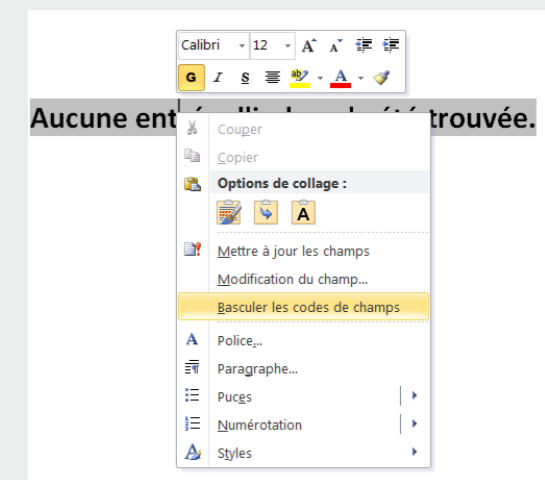 Calibri 12 A A
G I S ab A
Aucune ent trouvée.
Couper
Copier
Options de collage :
A
Mettre à jour les champs
Modification du champ...
Basculer les codes de champs
A Police...
Paragraphe...
Puces
Numérotation
A Styles